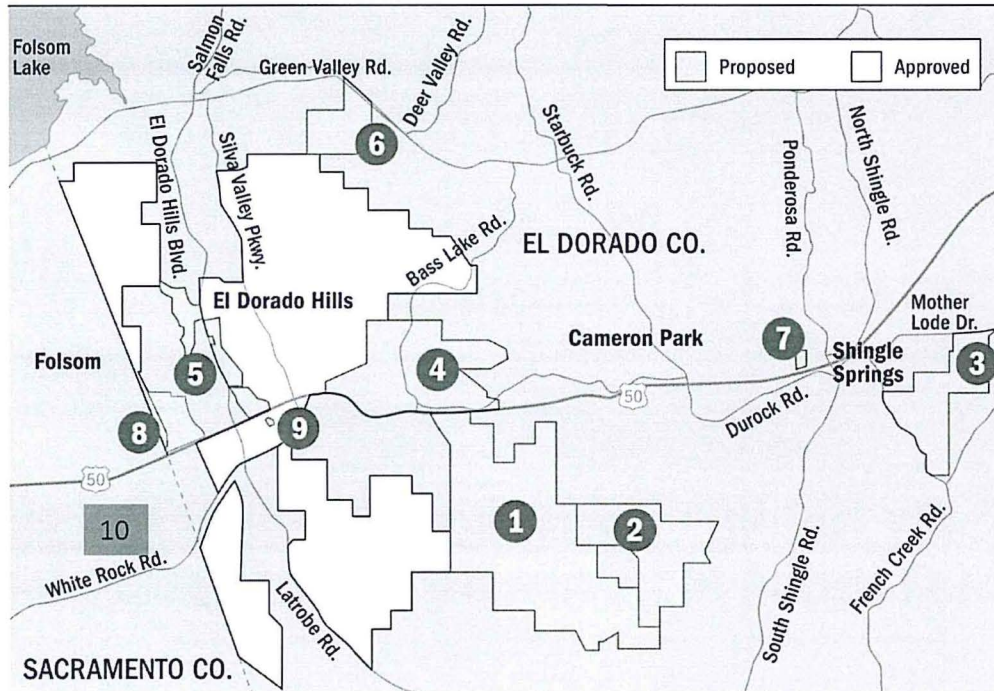 Folsom
Lake
Salmon
Falls Rd.
Green Valley Rd.
Deer Valley Rd.
Proposed
Approved
6
El Dorado Hills Blvd.
Silva Valley Pkwy.
Starbuck Rd.
Ponderosa Rd.
North Shingle Rd.
Bass Lake Rd.
EL DORADO CO.
El Dorado Hills
Mother
Lode Dr.
Cameron Park
7
Shingle
Springs
3
Folsom
5
4
50
Durock Rd.
8
9
50
10
1
2
White Rock Rd.
Latrobe Rd.
South Shingle Rd.
French Creek Rd.
SACRAMENTO CO.